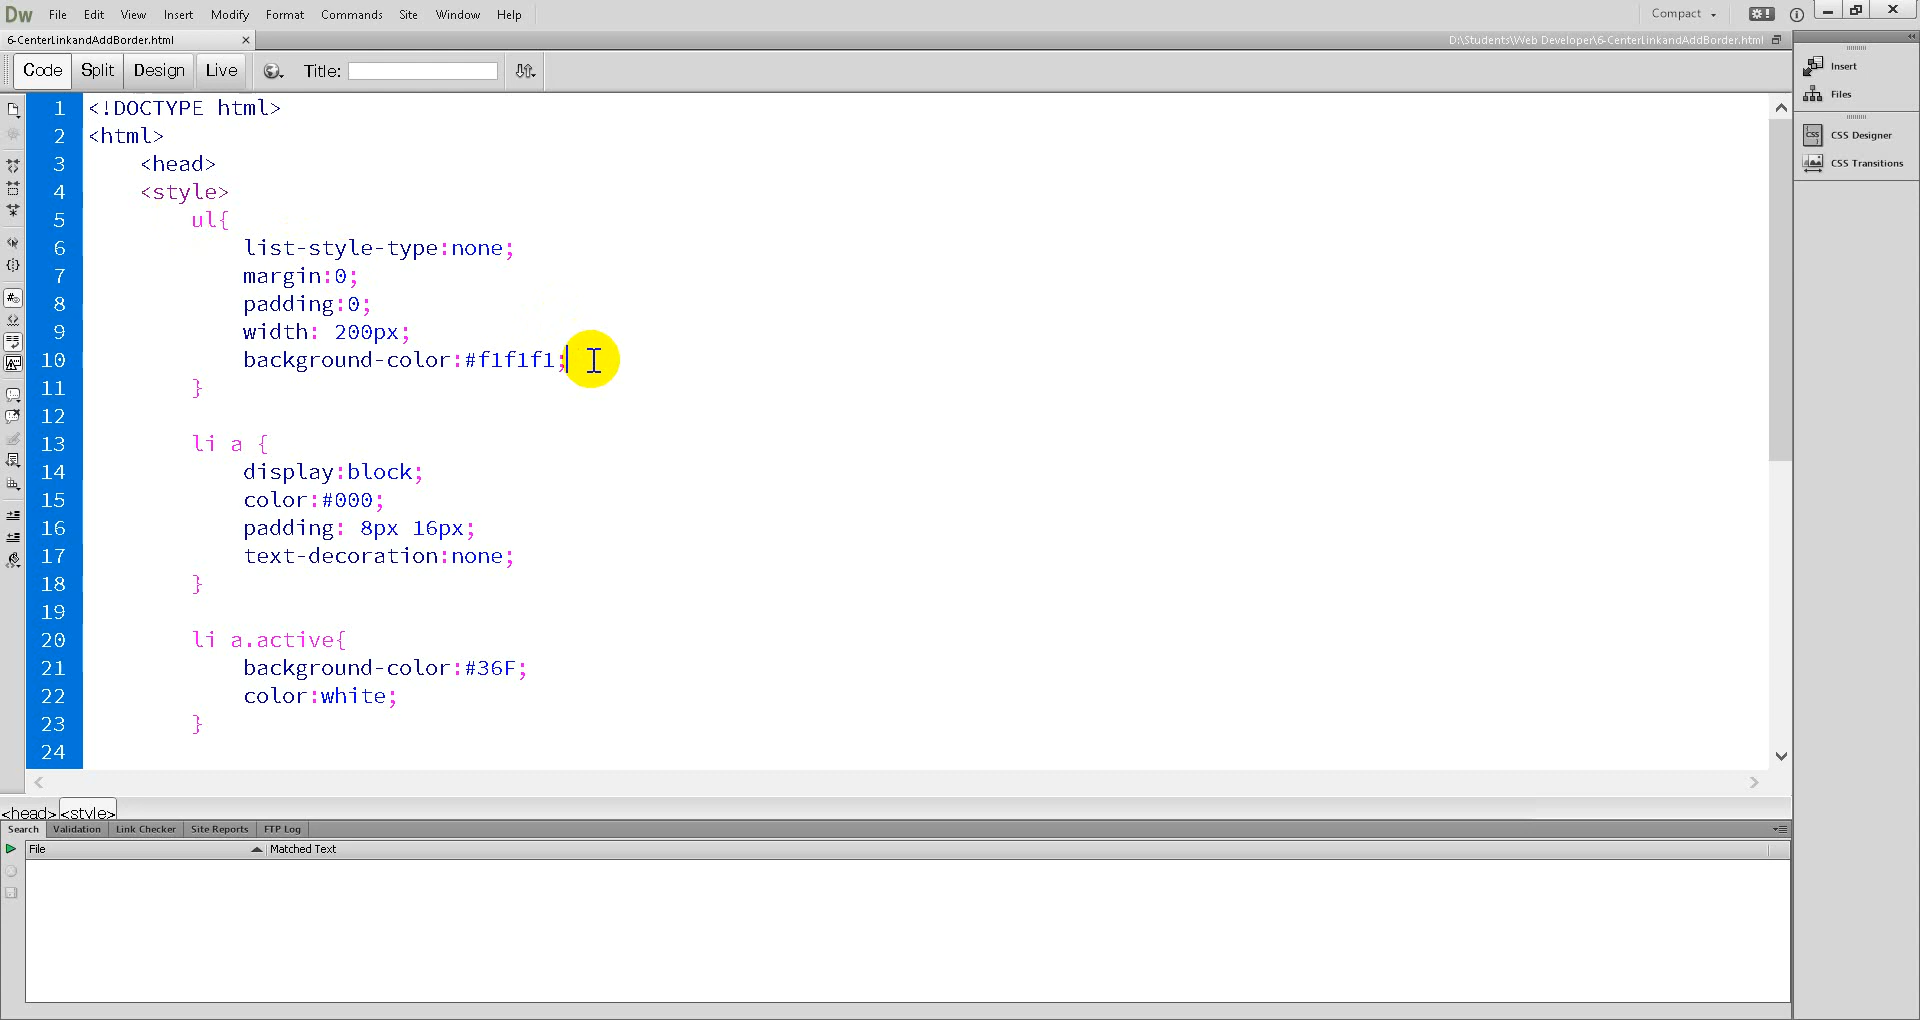 Dw File Edit View Insert Modify Format Commands Site Window Help Compact
6-CenterLinkandAddBorder.html D:\Students\Web Developer\6-CenterLinkandAddBorder.html
Code Split Design Live Title:
Insert
Files
CSS Designer
CSS Transitions
1 <!DOCTYPE html>
2 <html>
3 <head>
4 <style>
5 ul{
6 list-style-type:none;
7 margin:0;
8 padding:0;
9 width: 200px;
10 background-color:#f1f1f1;
11 }
12
13 li a {
14 display:block;
15 color:#000;
16 padding: 8px 16px;
17 text-decoration:none;
18 }
19
20 li a.active{
21 background-color:#36F;
22 color:white;
23 }
24
<head> <style>
Search Validation Link Checker Site Reports FTP Log
File Matched Text